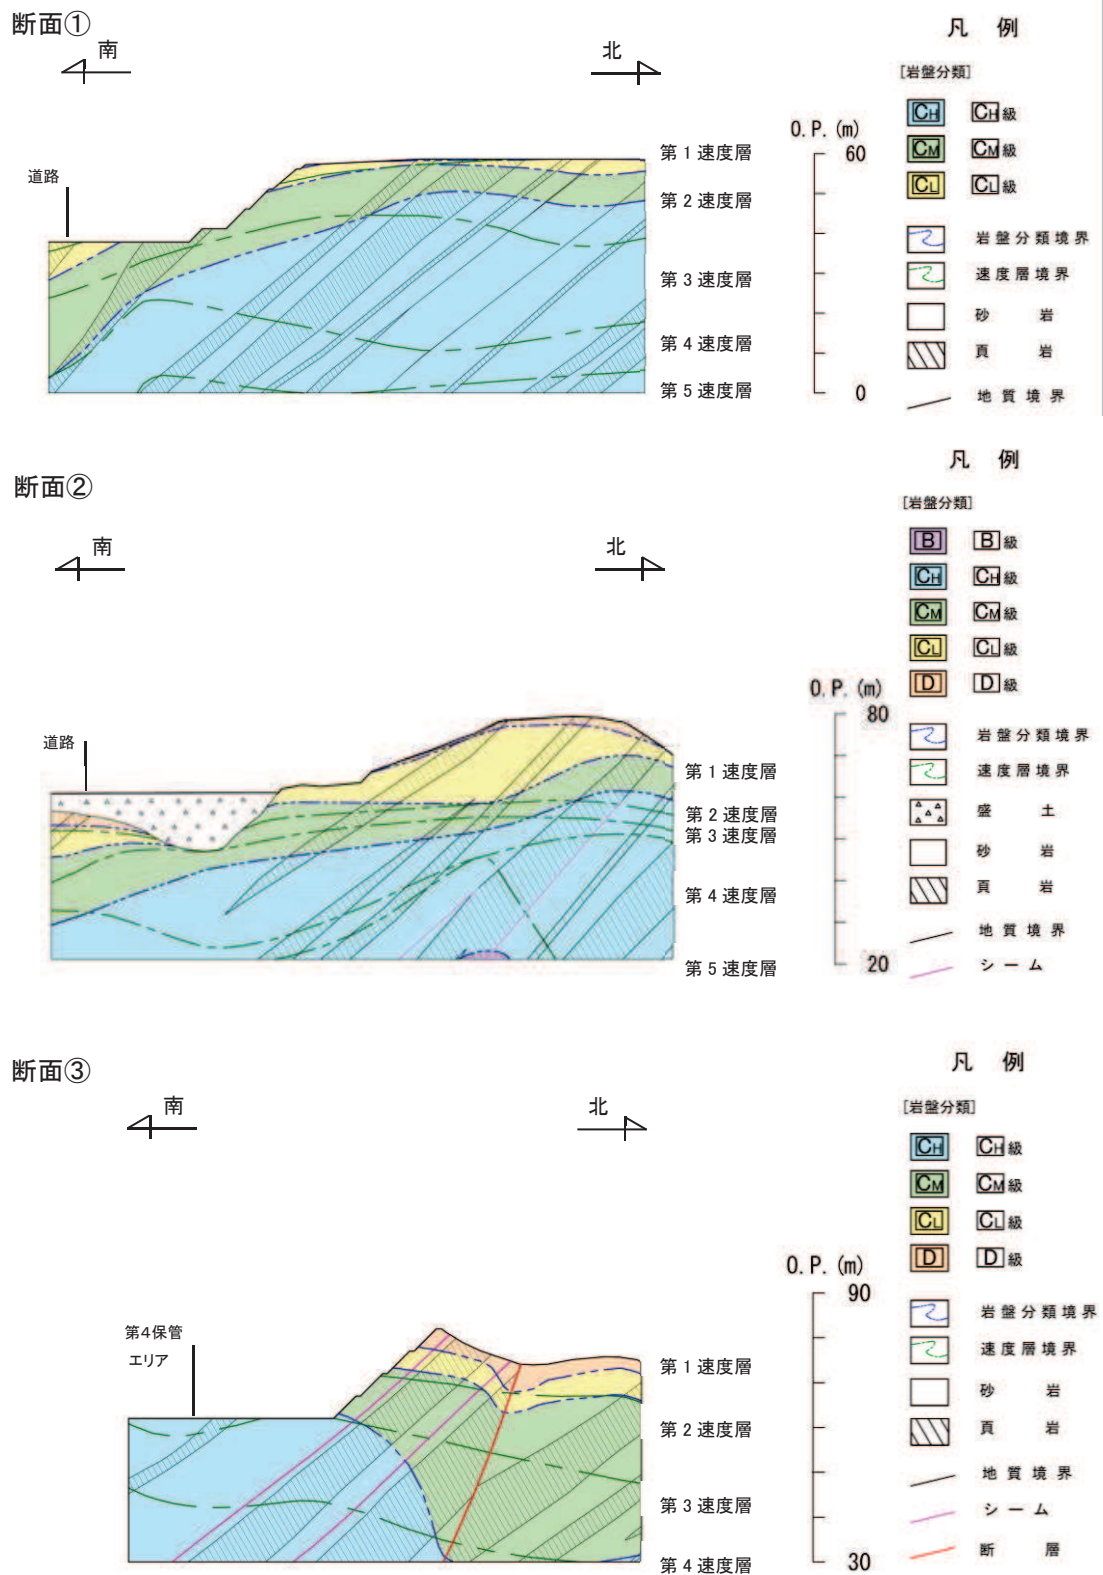 断面①
南
北
道路
第1速度層
第2速度層
第3速度層
第4速度層
第5速度層
O.P.(m)
60
0
凡 例
[岩盤分類]
CH CH級
CM CM級
CL CL級
岩盤分類境界
速度層境界
砂 岩
頁 岩
地質境界
断面②
南
北
道路
第1速度層
第2速度層
第3速度層
第4速度層
第5速度層
O.P.(m)
80
20
凡 例
[岩盤分類]
B B級
CH CH級
CM CM級
CL CL級
D D級
岩盤分類境界
速度層境界
盛 土
砂 岩
頁 岩
地質境界
シーム
断面③
南
北
第4保管
エリア
第1速度層
第2速度層
第3速度層
第4速度層
O.P.(m)
90
30
凡 例
[岩盤分類]
CH CH級
CM CM級
CL CL級
D D級
岩盤分類境界
速度層境界
砂 岩
頁 岩
地質境界
シーム
断 層